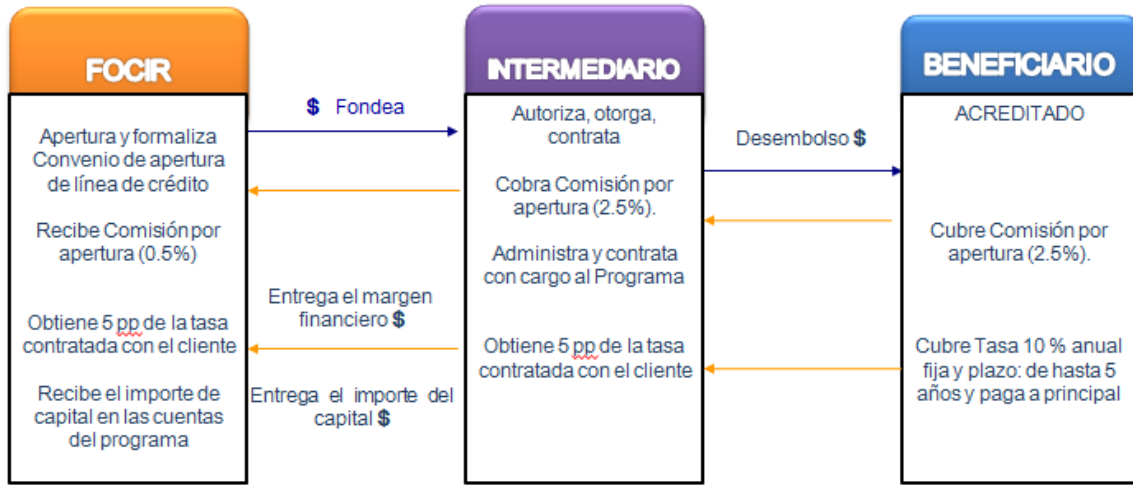 FOCIR
Apertura y formaliza
Convenio de apertura
de línea de crédito
Recibe Comisión por
apertura (0.5%)
Obtiene 5 pp de la tasa
contratada con el cliente
Recibe el importe de
capital en las cuentas
del programa
$ Fondea
Entrega el margen
financiero $
Entrega el importe del
capital $
INTERMEDIARIO
Autoriza, otorga,
contrata
Cobra Comisión por
apertura (2.5%).
Administra y contrata
con cargo al Programa
Obtiene 5 pp de la tasa
contratada con el cliente
Desembolso $
BENEFICIARIO
ACREDITADO
Cubre Comisión por
apertura (2.5%).
Cubre Tasa 10 % anual
fija y plazo: de hasta 5
años y paga a principal